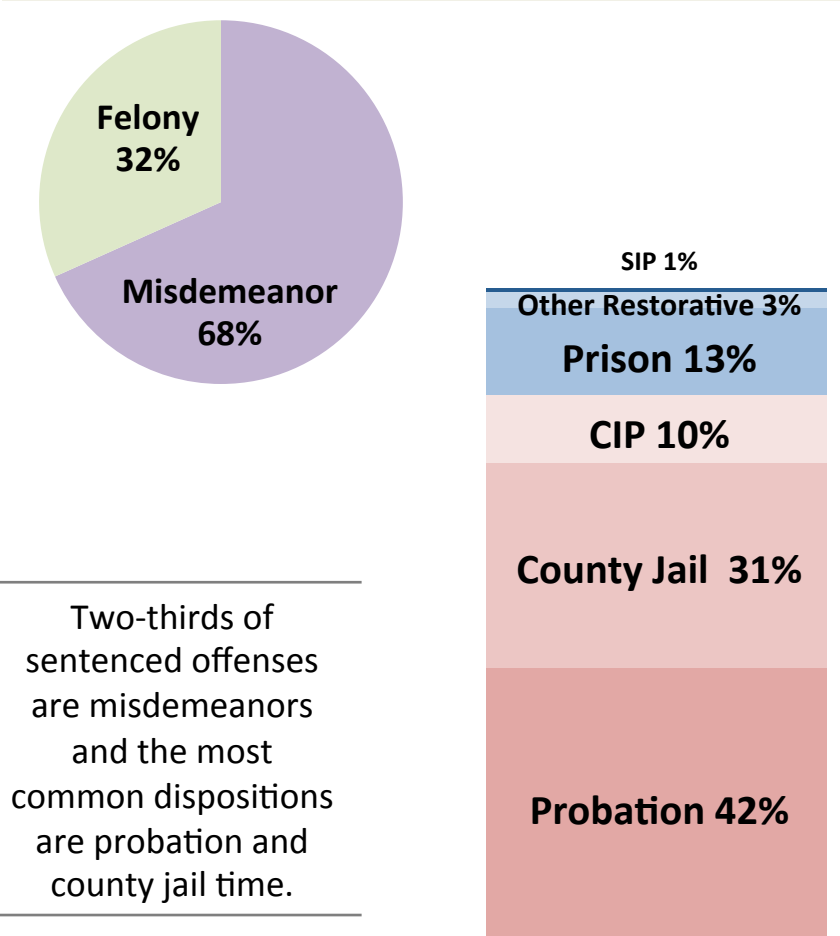 Felony
32%
Misdemeanor
68%
SIP 1%
Other Restorative 3%
Prison 13%
CIP 10%
County Jail 31%
Probation 42%
Two-thirds of
sentenced offenses
are misdemeanors
and the most
common dispositions
are probation and
county jail time.